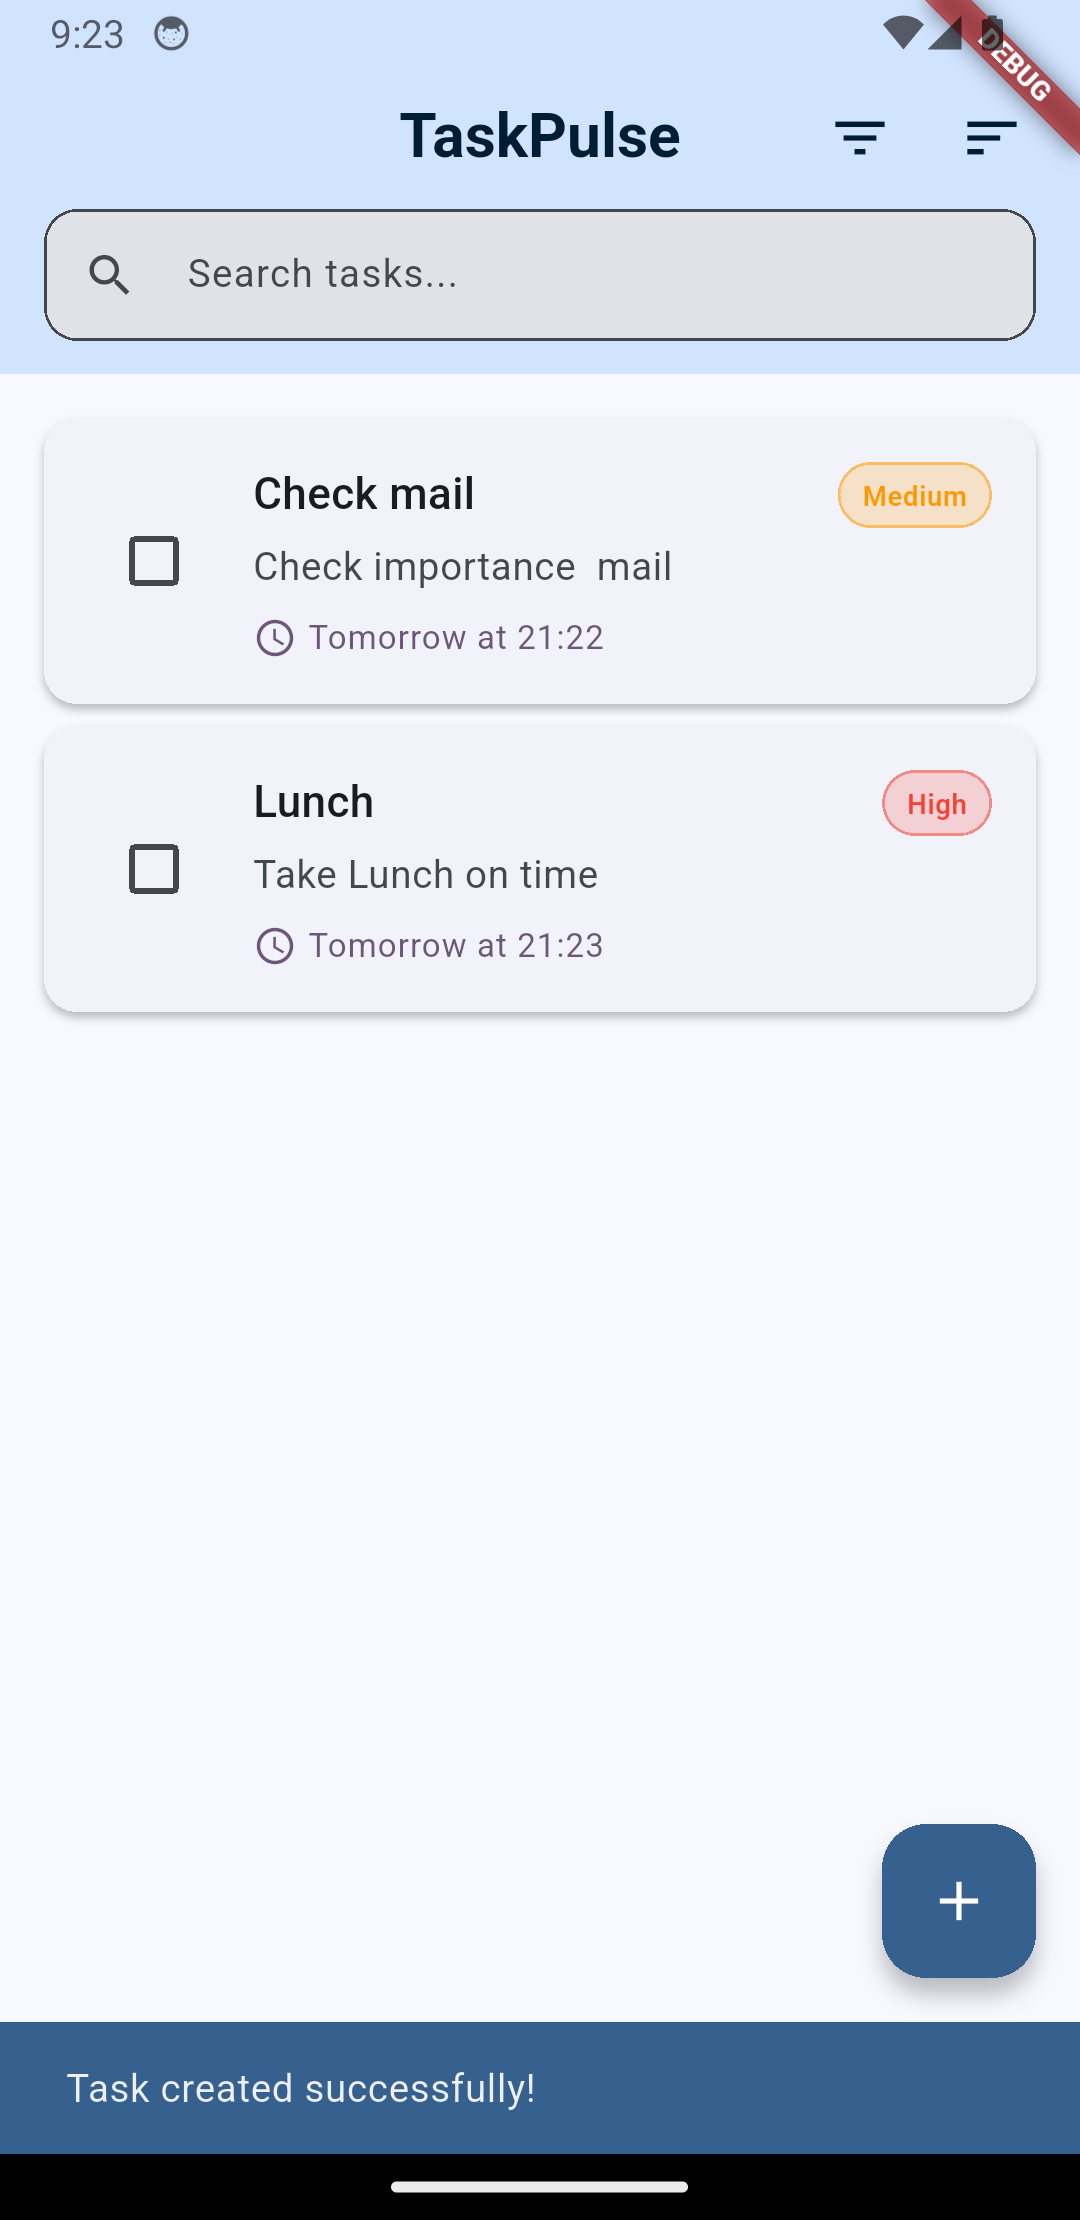 9:23
DEBUG
TaskPulse
Search tasks...
Check mail
Medium
Check importance  mail
Tomorrow at 21:22
Lunch
High
Take Lunch on time
Tomorrow at 21:23
Task created successfully!